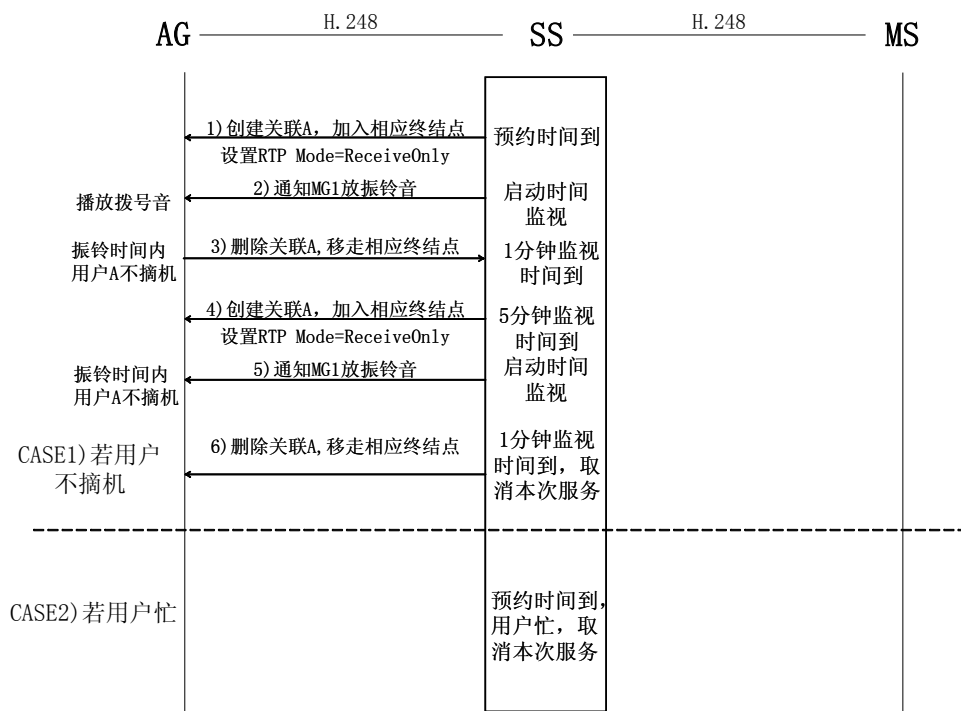 H.248
H.248
AG
SS
MS
1)创建关联A，加入相应终结点
设置RTP Mode=ReceiveOnly
预约时间到
2)通知MG1放振铃音
播放拨号音
启动时间
监视
振铃时间内
用户A不摘机
3)删除关联A,移走相应终结点
1分钟监视
时间到
4)创建关联A，加入相应终结点
设置RTP Mode=ReceiveOnly
5分钟监视
时间到
振铃时间内
用户A不摘机
5)通知MG1放振铃音
启动时间
监视
CASE1)若用户
不摘机
6)删除关联A,移走相应终结点
1分钟监视
时间到，取
消本次服务
CASE2)若用户忙
预约时间到，
用户忙，取
消本次服务